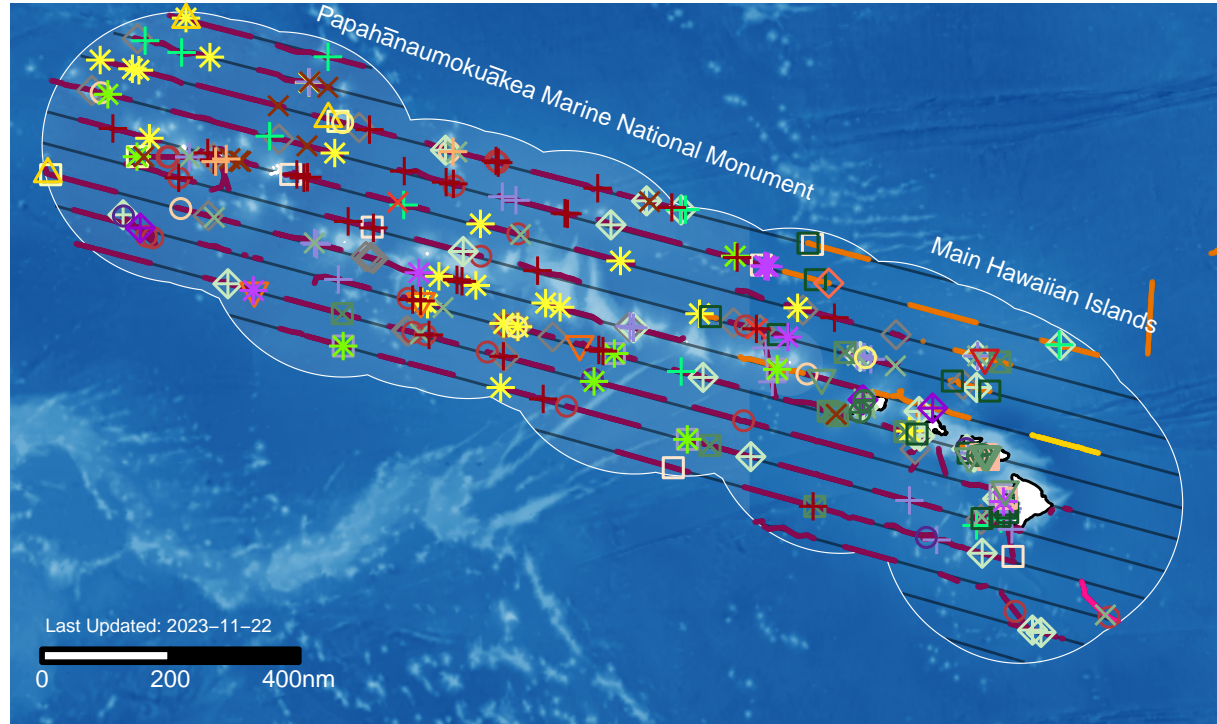 Papahānaumokuākea Marine National Monument
Main Hawaiian Islands
Last Updated: 2023−11−22
0 200 400nm